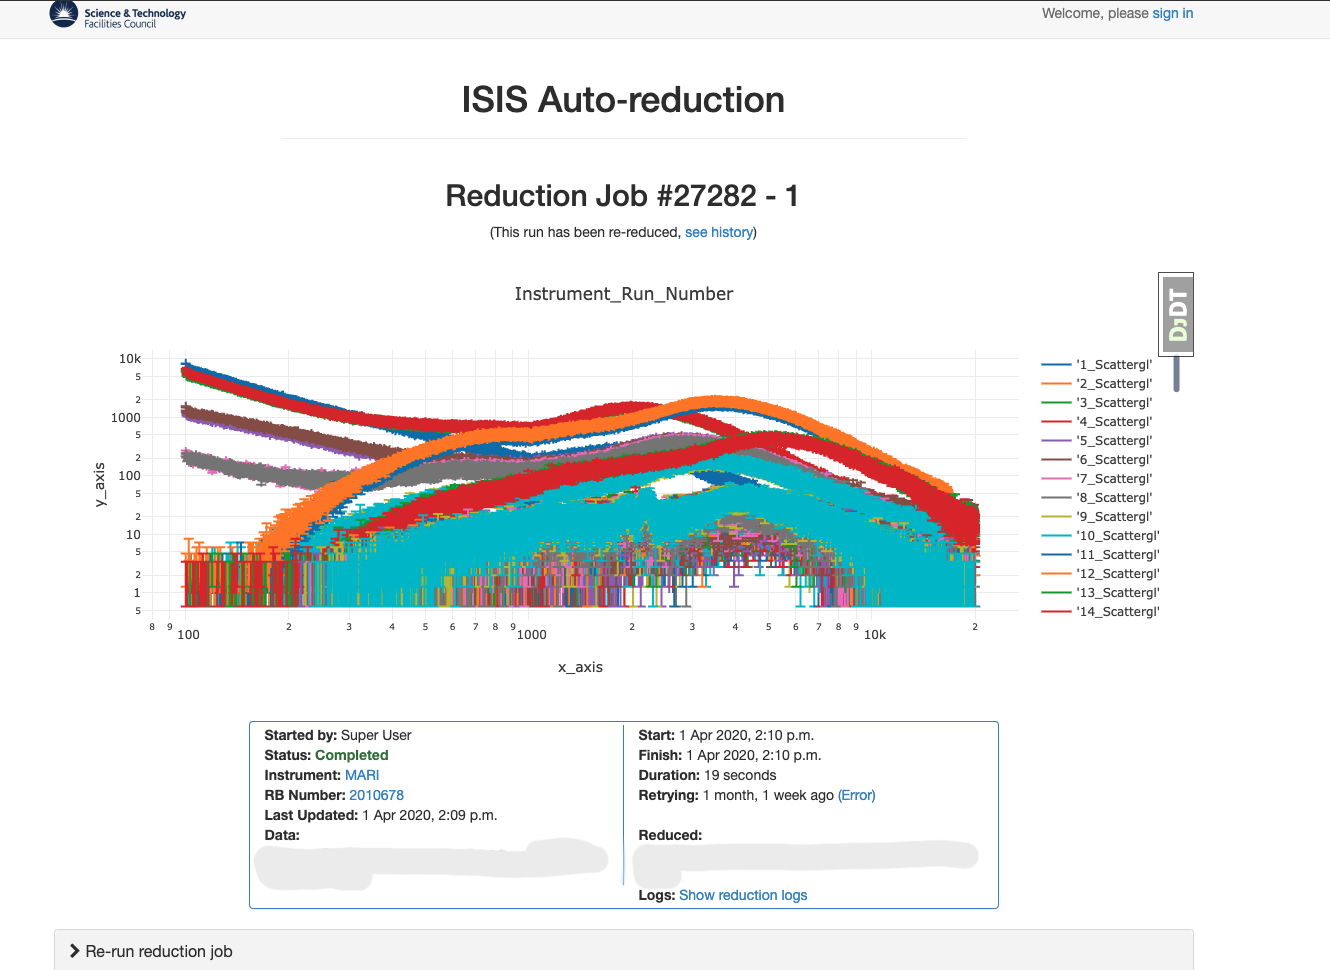 Science & Technology
Facilities Council
Welcome, please sign in
ISIS Auto-reduction
Reduction Job #27282 - 1
(This run has been re-reduced, see history)
Instrument_Run_Number
DjDT
10k
5
2
1000
5
2
100
5
2
10
5
2
1
5
y_axis
8 9 100 2 3 4 5 6 7 8 9 1000 2 3 4 5 6 7 8 9 10k 2
x_axis
'1_Scattergl'
'2_Scattergl'
'3_Scattergl'
'4_Scattergl'
'5_Scattergl'
'6_Scattergl'
'7_Scattergl'
'8_Scattergl'
'9_Scattergl'
'10_Scattergl'
'11_Scattergl'
'12_Scattergl'
'13_Scattergl'
'14_Scattergl'
Started by: Super User
Status: Completed
Instrument: MARI
RB Number: 2010678
Last Updated: 1 Apr 2020, 2:09 p.m.
Data:
Start: 1 Apr 2020, 2:10 p.m.
Finish: 1 Apr 2020, 2:10 p.m.
Duration: 19 seconds
Retrying: 1 month, 1 week ago (Error)
Reduced:
Logs: Show reduction logs
Re-run reduction job